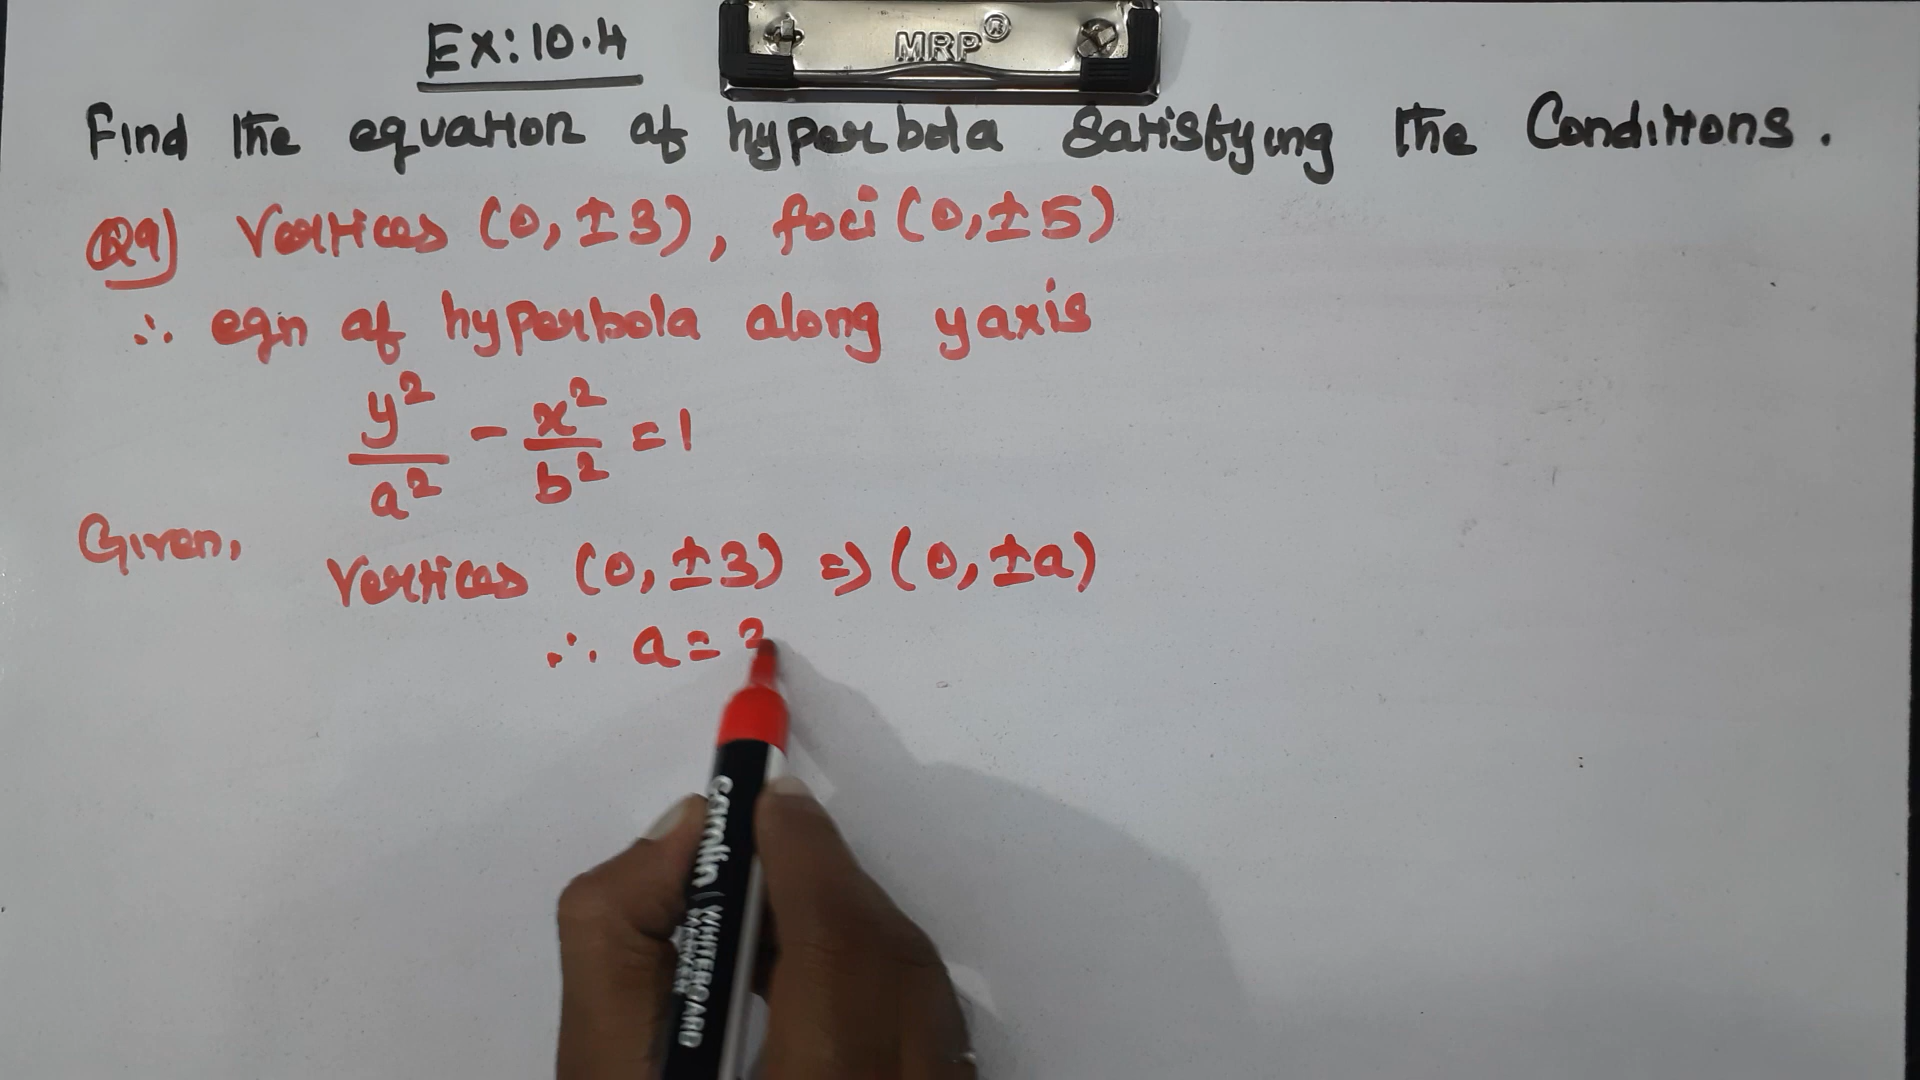 MRP®
Ex: 10.4
Find the equation of hyperbola Satisfying the Conditions.
Q9) Vertices (0, ±3), foci (0, ±5)
∴ eqn of hyperbola along y axis
y²/a² - x²/b² = 1
Given,
Vertices (0, ±3) => (0, ±a)
∴ a = 3
camlin WHITEBOARD MARKER